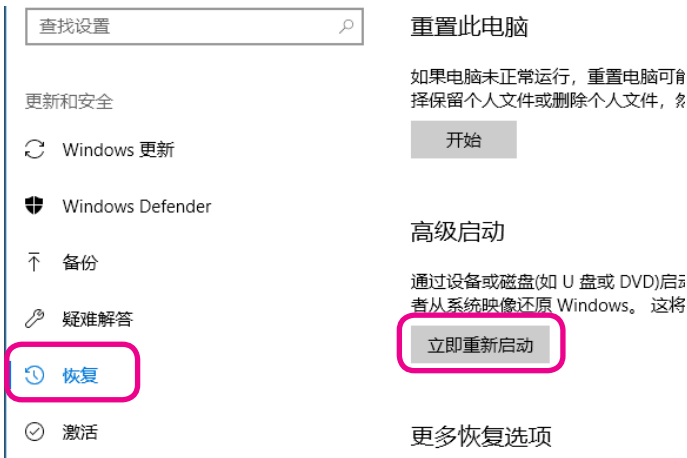 查找设置
更新和安全
Windows 更新
Windows Defender
备份
疑难解答
恢复
激活
重置此电脑
如果电脑未正常运行，重置电脑可能
择保留个人文件或删除个人文件，然
开始
高级启动
通过设备或磁盘(如 U 盘或 DVD)启动
者从系统映像还原 Windows。 这将
立即重新启动
更多恢复选项